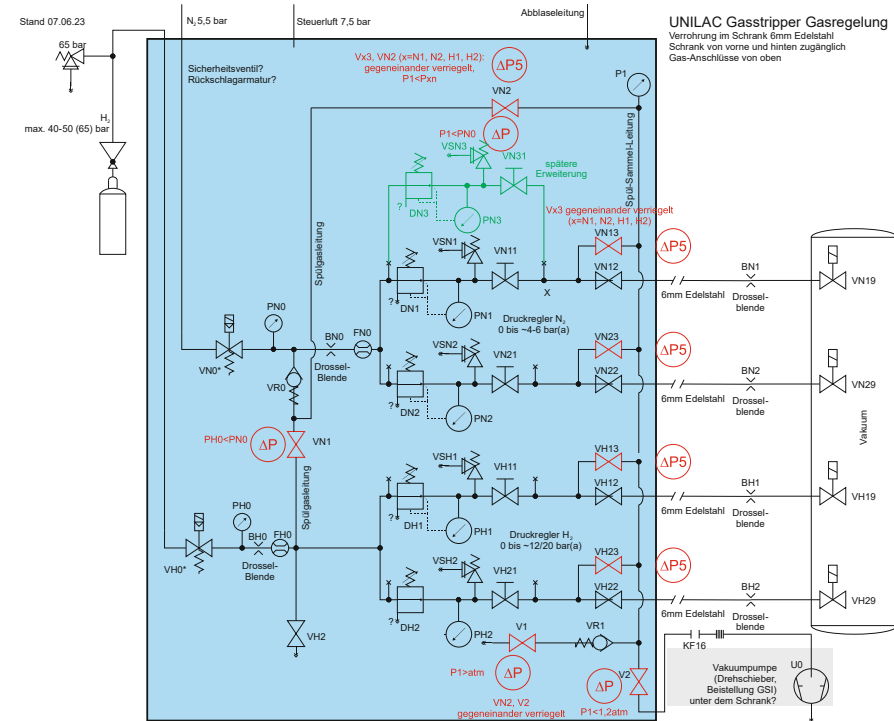 Stand 07.06.23
N₂ 5,5 bar
Steuerluft 7,5 bar
Abblaseleitung
UNILAC Gasstripper Gasregelung
Verrohrung im Schrank 6mm Edelstahl
Schrank von vorne und hinten zugänglich
Gas-Anschlüsse von oben
65 bar
H₂
max. 40-50 (65) bar
Sicherheitsventil?
Rückschlagarmatur?
Vx3, VN2 (x=N1, N2, H1, H2):
gegeneinander verriegelt,
P1<Pxn
ΔP5
P1
VN2
P1<PN0
ΔP
VSN3
VN31
spätere
Erweiterung
?
DN3
PN3
Spülgasleitung
Spül-Sammel-Leitung
Vx3 gegeneinander verriegelt
(x=N1, N2, H1, H2)
VSN1
VN11
VN13
ΔP5
VN12
BN1
VN19
6mm Edelstahl
Drossel-
blende
?
DN1
PN1
X
Druckregler N₂
0 bis ~4-6 bar(a)
PN0
BN0
FN0
VN0*
VR0
Drossel-
Blende
VSN2
VN21
VN23
ΔP5
VN22
BN2
VN29
6mm Edelstahl
Drossel-
blende
?
DN2
PN2
Vakuum
PH0<PN0
ΔP
VN1
Spülgasleitung
VSH1
VH11
VH13
ΔP5
VH12
BH1
VH19
6mm Edelstahl
Drossel-
blende
?
DH1
PH1
Druckregler H₂
0 bis ~12/20 bar(a)
PH0
BH0
FH0
VH0*
Drossel-
Blende
VSH2
VH21
VH23
ΔP5
VH22
BH2
VH29
6mm Edelstahl
Drossel-
blende
?
DH2
PH2
VH2
V1
VR1
P1>atm
ΔP
VN2, V2
gegeneinander verriegelt
ΔP
V2
P1<1,2atm
KF16
Vakuumpumpe
(Drehschieber,
Beistellung GSI)
unter dem Schrank?
U0